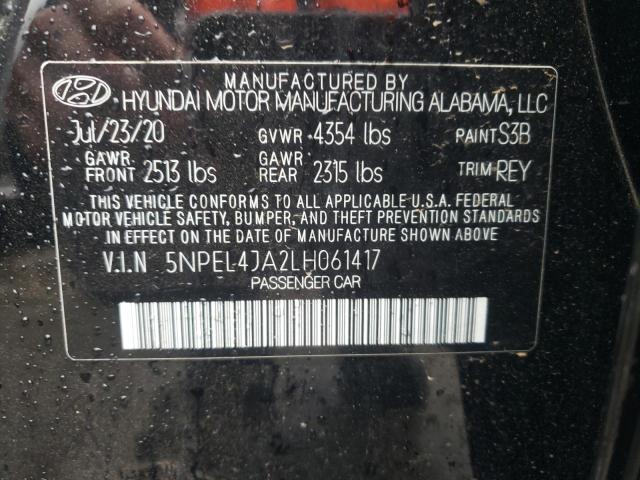 MANUFACTURED BY
HYUNDAI MOTOR MANUFACTURING ALABAMA, LLC
Jul/23/20 GVWR 4354 lbs PAINT S3B
GAWR FRONT 2513 lbs GAWR REAR 2315 lbs TRIM REY
THIS VEHICLE CONFORMS TO ALL APPLICABLE U.S.A. FEDERAL
MOTOR VEHICLE SAFETY, BUMPER, AND THEFT PREVENTION STANDARDS
IN EFFECT ON THE DATE OF MANUFACTURE SHOWN ABOVE.
V.I.N 5NPEL4JA2LH061417
PASSENGER CAR